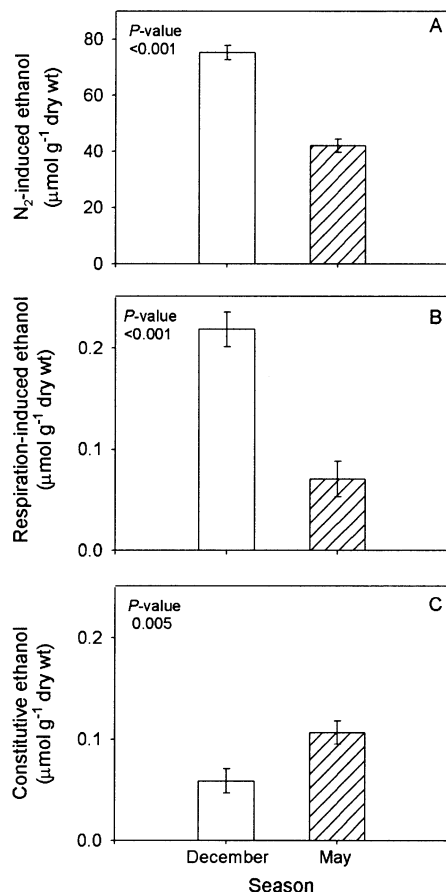 A
P-value
<0.001
80
60
40
20
0
N₂-induced ethanol
(μmol g⁻¹ dry wt)
B
P-value
<0.001
0.2
0.1
0.0
Respiration-induced ethanol
(μmol g⁻¹ dry wt)
C
P-value
0.005
0.2
0.1
0.0
Constitutive ethanol
(μmol g⁻¹ dry wt)
December May
Season